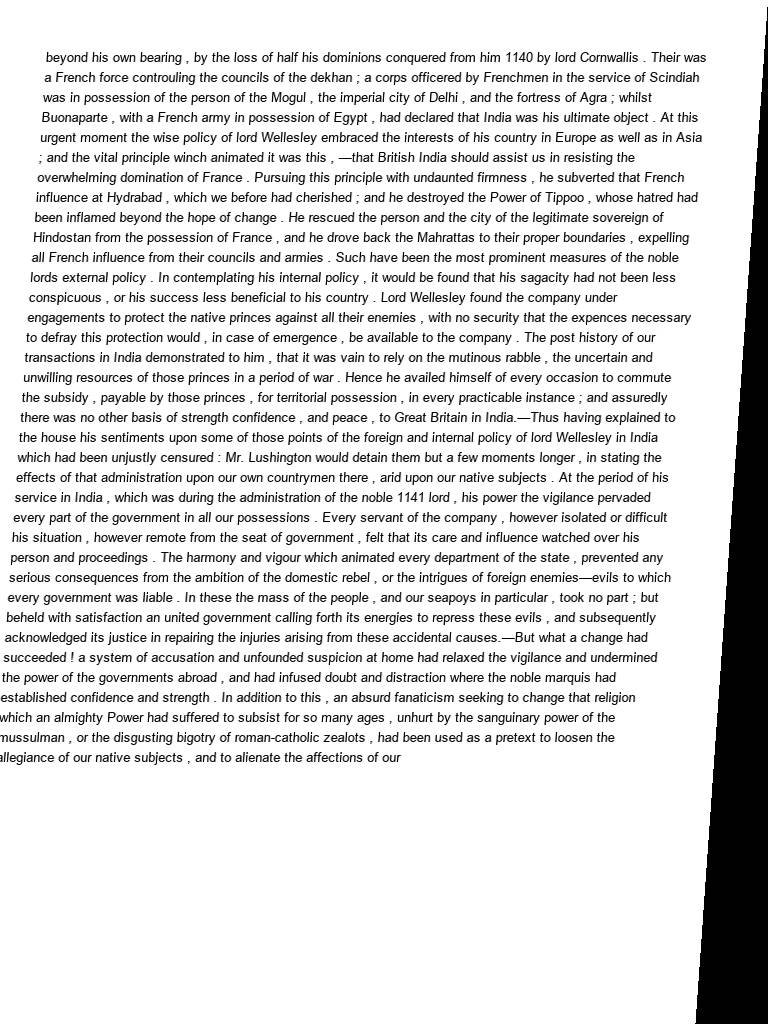 beyond his own bearing , by the loss of half his dominions conquered from him 1140 by lord Cornwallis . Their was
a French force controuling the councils of the dekhan ; a corps officered by Frenchmen in the service of Scindiah
was in possession of the person of the Mogul , the imperial city of Delhi , and the fortress of Agra ; whilst
Buonaparte , with a French army in possession of Egypt , had declared that India was his ultimate object . At this
urgent moment the wise policy of lord Wellesley embraced the interests of his country in Europe as well as in Asia
; and the vital principle winch animated it was this , —that British India should assist us in resisting the
overwhelming domination of France . Pursuing this principle with undaunted firmness , he subverted that French
influence at Hydrabad , which we before had cherished ; and he destroyed the Power of Tippoo , whose hatred had
been inflamed beyond the hope of change . He rescued the person and the city of the legitimate sovereign of
Hindostan from the possession of France , and he drove back the Mahrattas to their proper boundaries , expelling
all French influence from their councils and armies . Such have been the most prominent measures of the noble
lords external policy . In contemplating his internal policy , it would be found that his sagacity had not been less
conspicuous , or his success less beneficial to his country . Lord Wellesley found the company under
engagements to protect the native princes against all their enemies , with no security that the expences necessary
to defray this protection would , in case of emergence , be available to the company . The post history of our
transactions in India demonstrated to him , that it was vain to rely on the mutinous rabble , the uncertain and
unwilling resources of those princes in a period of war . Hence he availed himself of every occasion to commute
the subsidy , payable by those princes , for territorial possession , in every practicable instance ; and assuredly
there was no other basis of strength confidence , and peace , to Great Britain in India.—Thus having explained to
the house his sentiments upon some of those points of the foreign and internal policy of lord Wellesley in India
which had been unjustly censured : Mr. Lushington would detain them but a few moments longer , in stating the
effects of that administration upon our own countrymen there , arid upon our native subjects . At the period of his
service in India , which was during the administration of the noble 1141 lord , his power the vigilance pervaded
every part of the government in all our possessions . Every servant of the company , however isolated or difficult
his situation , however remote from the seat of government , felt that its care and influence watched over his
person and proceedings . The harmony and vigour which animated every department of the state , prevented any
serious consequences from the ambition of the domestic rebel , or the intrigues of foreign enemies—evils to which
every government was liable . In these the mass of the people , and our seapoys in particular , took no part ; but
beheld with satisfaction an united government calling forth its energies to repress these evils , and subsequently
acknowledged its justice in repairing the injuries arising from these accidental causes.—But what a change had
succeeded ! a system of accusation and unfounded suspicion at home had relaxed the vigilance and undermined
the power of the governments abroad , and had infused doubt and distraction where the noble marquis had
established confidence and strength . In addition to this , an absurd fanaticism seeking to change that religion
which an almighty Power had suffered to subsist for so many ages , unhurt by the sanguinary power of the
mussulman , or the disgusting bigotry of roman-catholic zealots , had been used as a pretext to loosen the
allegiance of our native subjects , and to alienate the affections of our